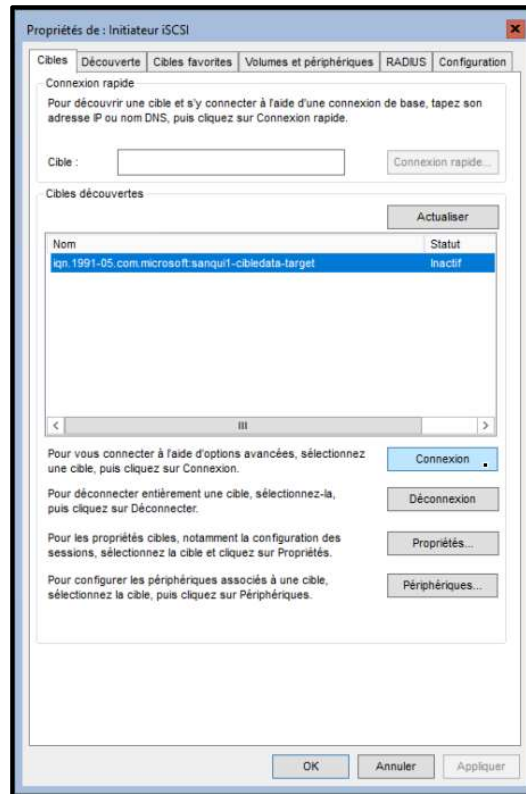 Propriétés de : Initiateur iSCSI
Cibles Découverte Cibles favorites Volumes et périphériques RADIUS Configuration
Connexion rapide
Pour découvrir une cible et s'y connecter à l'aide d'une connexion de base, tapez son
adresse IP ou nom DNS, puis cliquez sur Connexion rapide.
Cible :
Connexion rapide...
Cibles découvertes
Actualiser
Nom Statut
iqn.1991-05.com.microsoft:sanqui1-cibledata-target Inactif
Pour vous connecter à l'aide d'options avancées, sélectionnez
une cible, puis cliquez sur Connexion.
Connexion
Pour déconnecter entièrement une cible, sélectionnez-la,
puis cliquez sur Déconnecter.
Déconnexion
Pour les propriétés cibles, notamment la configuration des
sessions, sélectionnez la cible et cliquez sur Propriétés.
Propriétés...
Pour configurer les périphériques associés à une cible,
sélectionnez la cible, puis cliquez sur Périphériques.
Périphériques...
OK Annuler Appliquer